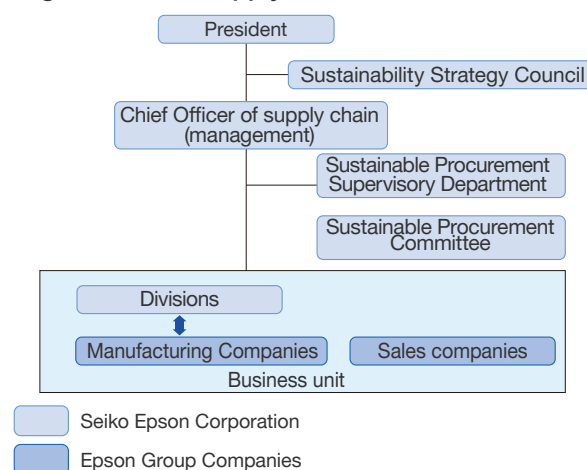 President
Sustainability Strategy Council
Chief Officer of supply chain
(management)
Sustainable Procurement
Supervisory Department
Sustainable Procurement
Committee
Divisions
Manufacturing Companies
Sales companies
Business unit
Seiko Epson Corporation
Epson Group Companies